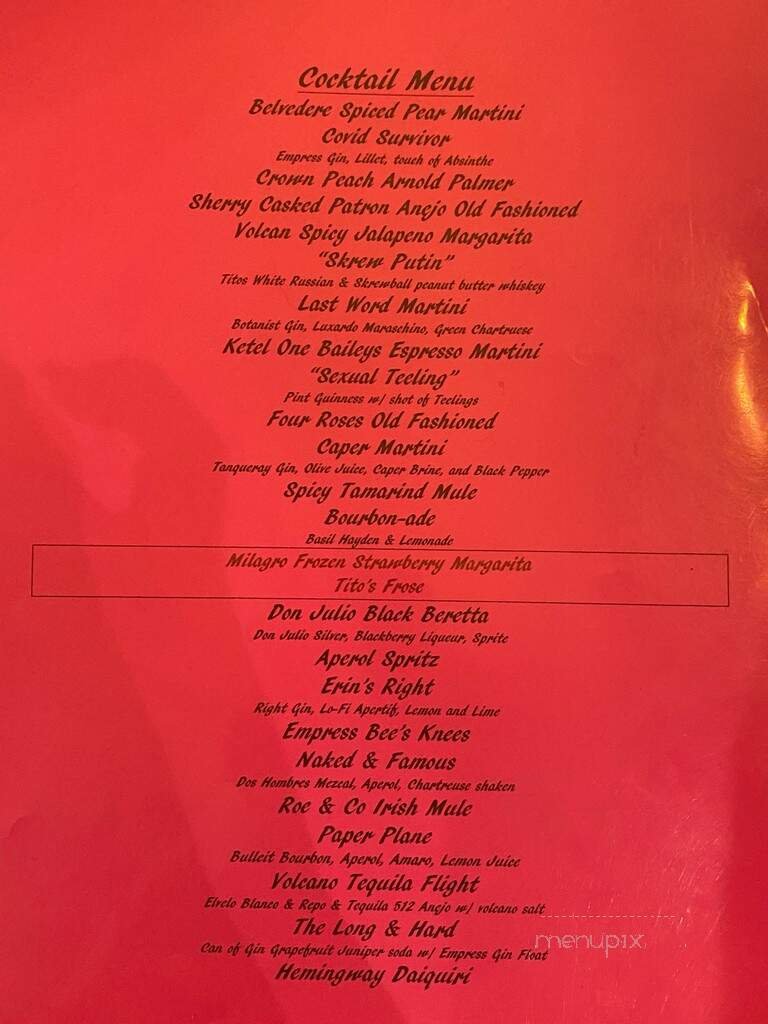 Cocktail Menu
Belvedere Spiced Pear Martini
Covid Survivor
Empress Gin, Lillet, touch of Absinthe
Crown Peach Arnold Palmer
Sherry Casked Patron Anejo Old Fashioned
Volcan Spicy Jalapeno Margarita
"Skrew Putin"
Titos White Russian & Skrewball peanut butter whiskey
Last Word Martini
Botanist Gin, Luxardo Maraschino, Green Chartruese
Ketel One Baileys Espresso Martini
"Sexual Teeling"
Pint Guinness w/ shot of Teelings
Four Roses Old Fashioned
Caper Martini
Tanqueray Gin, Olive Juice, Caper Brine, and Black Pepper
Spicy Tamarind Mule
Bourbon-ade
Basil Hayden & Lemonade
Milagro Frozen Strawberry Margarita
Tito's Frose
Don Julio Black Beretta
Don Julio Silver, Blackberry Liqueur, Sprite
Aperol Spritz
Erin's Right
Right Gin, Lo-Fi Apertif, Lemon and Lime
Empress Bee's Knees
Naked & Famous
Dos Hombres Mezcal, Aperol, Chartreuse shaken
Roe & Co Irish Mule
Paper Plane
Bulleit Bourbon, Aperol, Amaro, Lemon Juice
Volcano Tequila Flight
Elvelo Blanco & Repo & Tequila 512 Anejo w/ volcano salt
The Long & Hard
Can of Gin Grapefruit Juniper soda w/ Empress Gin Float
Hemingway Daiquiri
menupix